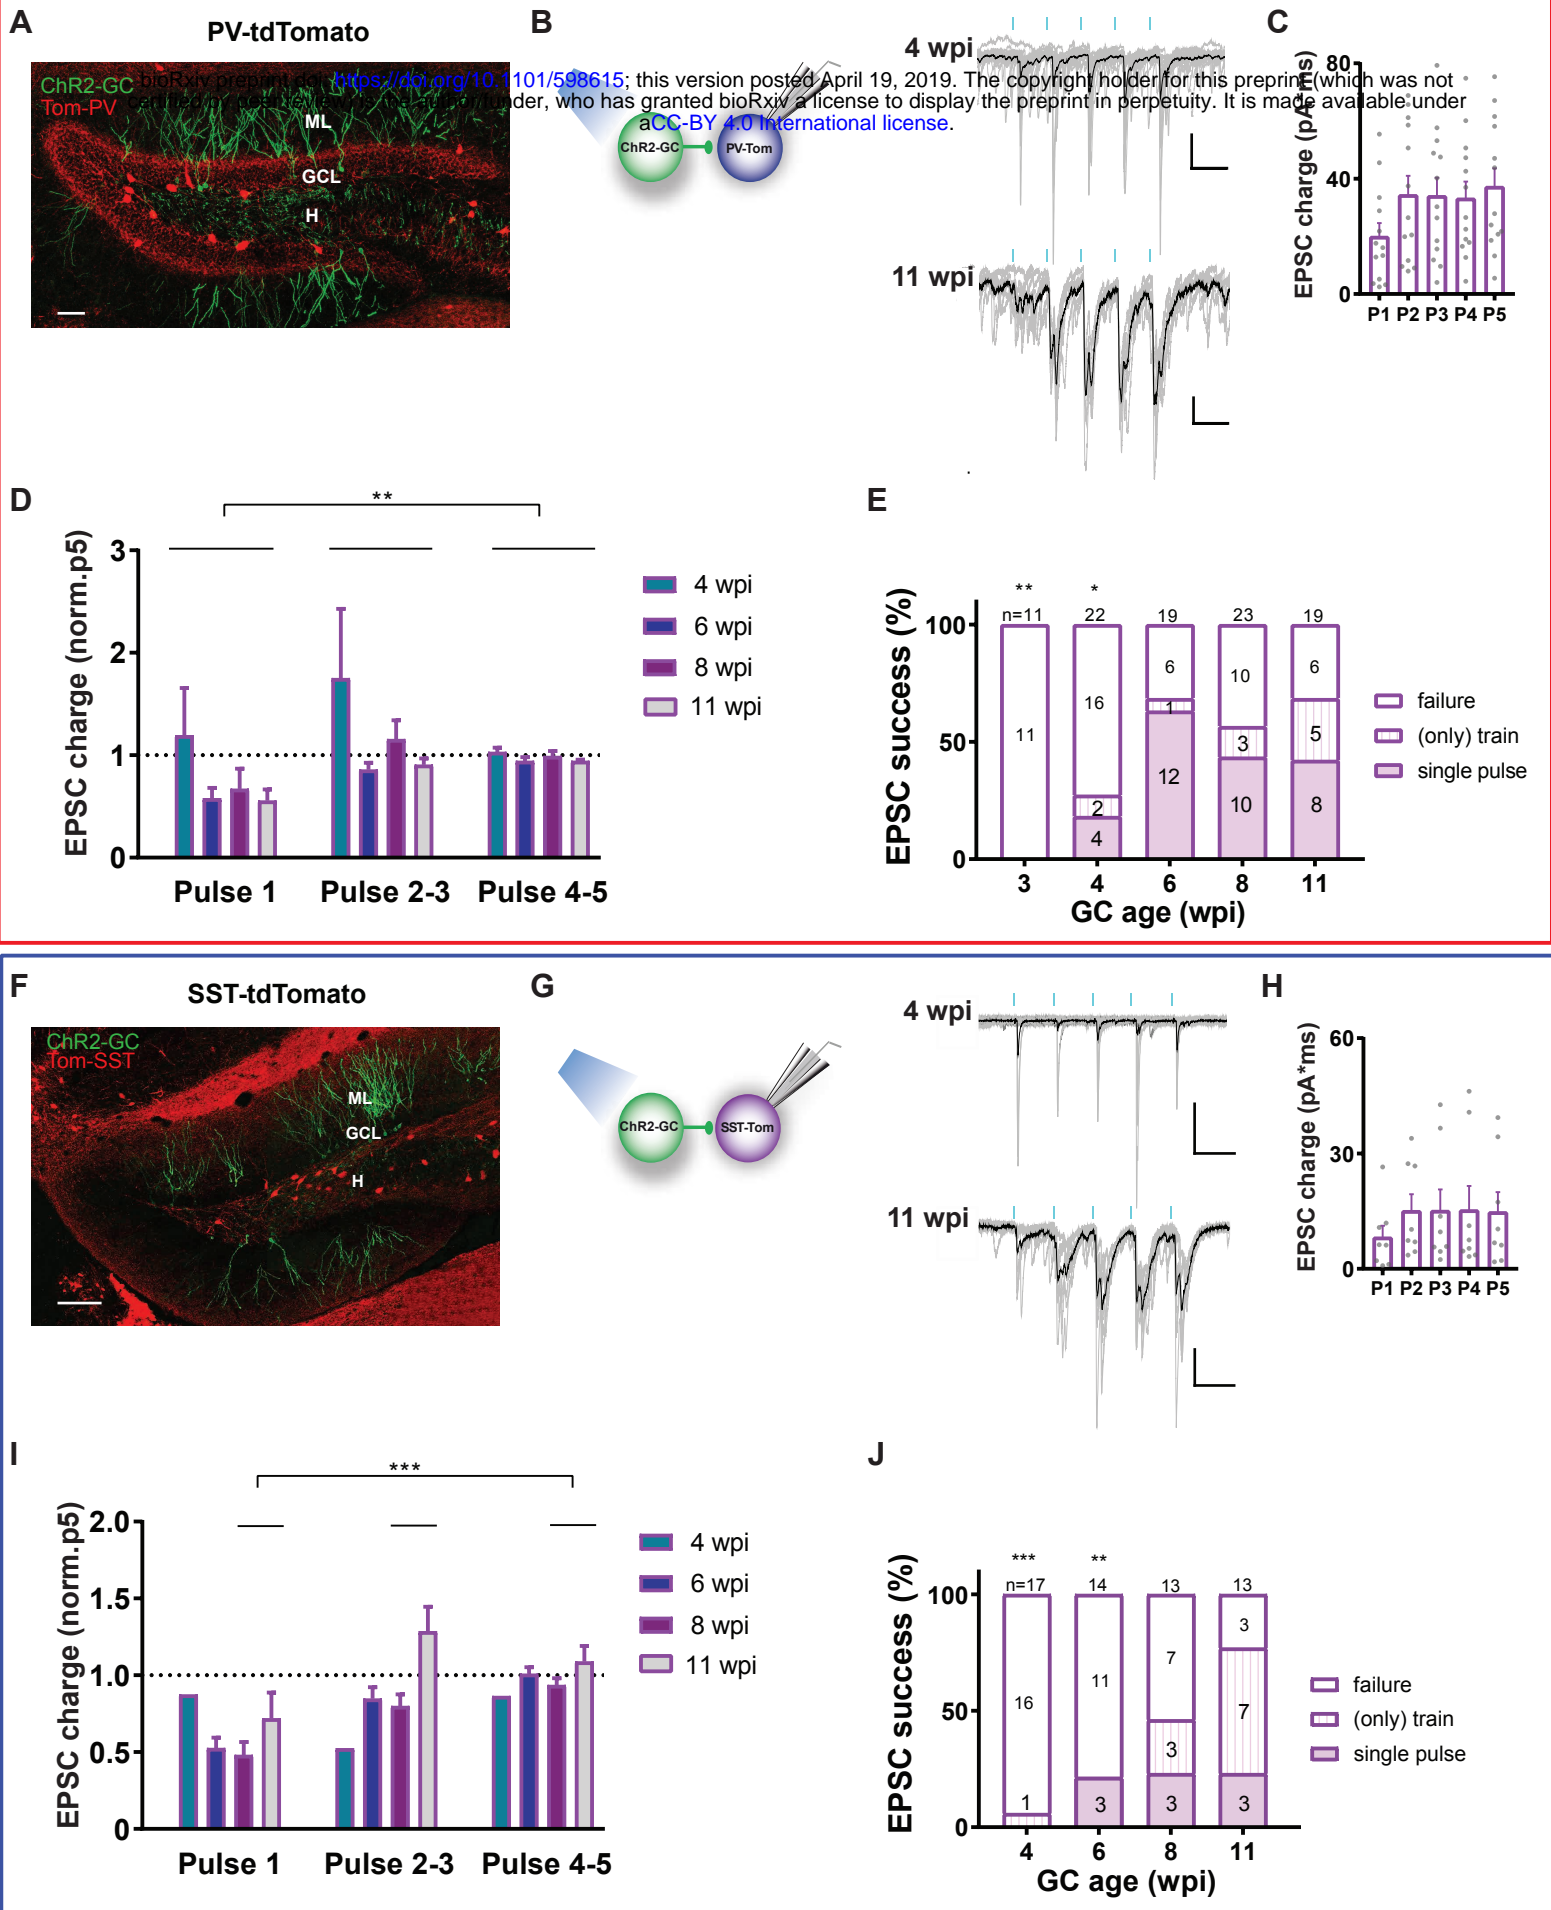 A
PV-tdTomato
ChR2-GC
Tom-PV
ML
GCL
H
bioRxiv preprint doi: https://doi.org/10.1101/598615; this version posted April 19, 2019. The copyright holder for this preprint (which was not
certified by peer review) is the author/funder, who has granted bioRxiv a license to display the preprint in perpetuity. It is made available under
aCC-BY 4.0 International license.
B
ChR2-GC
PV-Tom
4 wpi
11 wpi
C
EPSC charge (pA*ms)
80
40
0
P1 P2 P3 P4 P5
D
**
EPSC charge (norm.p5)
3
2
1
0
Pulse 1 Pulse 2-3 Pulse 4-5
4 wpi
6 wpi
8 wpi
11 wpi
E
EPSC success (%)
** *
n=11 22 19 23 19
100
50
0
11
16
2
4
6
1
12
10
3
10
6
5
8
3 4 6 8 11
GC age (wpi)
failure
(only) train
single pulse
F
SST-tdTomato
ChR2-GC
Tom-SST
ML
GCL
H
G
ChR2-GC
SST-Tom
4 wpi
11 wpi
H
EPSC charge (pA*ms)
60
30
0
P1 P2 P3 P4 P5
I
***
EPSC charge (norm.p5)
2.0
1.5
1.0
0.5
0
Pulse 1 Pulse 2-3 Pulse 4-5
4 wpi
6 wpi
8 wpi
11 wpi
J
EPSC success (%)
*** **
n=17 14 13 13
100
50
0
16
1
11
3
7
3
3
3
7
3
4 6 8 11
GC age (wpi)
failure
(only) train
single pulse